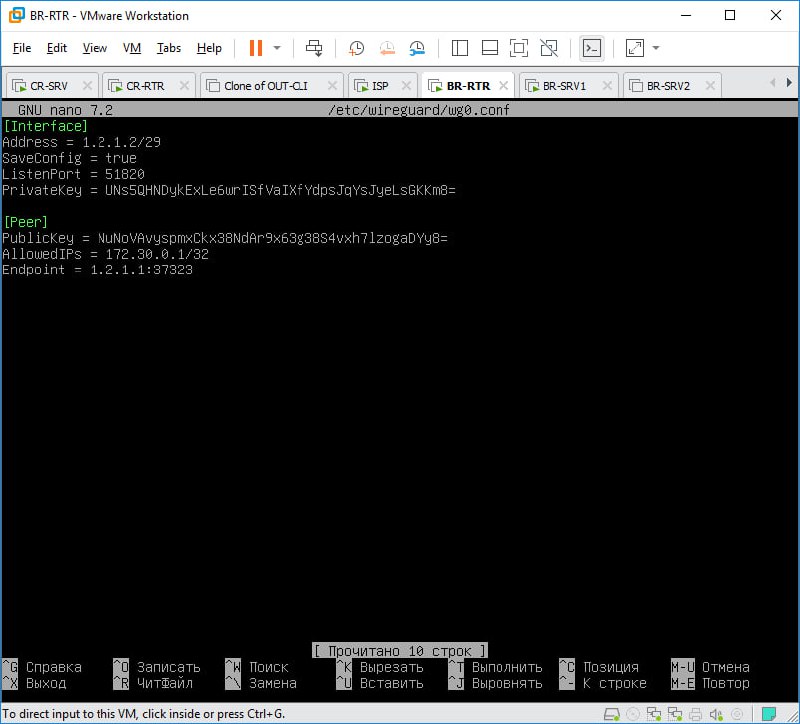 BR-RTR - VMware Workstation
File Edit View VM Tabs Help
CR-SRV CR-RTR Clone of OUT-CLI ISP BR-RTR BR-SRV1 BR-SRV2
GNU nano 7.2 /etc/wireguard/wg0.conf
[Interface]
Address = 1.2.1.2/29
SaveConfig = true
ListenPort = 51820
PrivateKey = UNs5QHNDykExLe6wrISfVaIXfYdpsJqYsJyeLsGKKm8=
[Peer]
PublicKey = NuNoVAvyspmxCkx38NdAr9x63g38S4vxh7lzogaDYy8=
AllowedIPs = 172.30.0.1/32
Endpoint = 1.2.1.1:37323
[ Прочитано 10 строк ]
^G Справка ^O Записать ^W Поиск ^K Вырезать ^T Выполнить ^C Позиция M-U Отмена
^X Выход ^R ЧитФайл ^\ Замена ^U Вставить ^J Выровнять ^- К строке M-E Повтор
To direct input to this VM, click inside or press Ctrl+G.